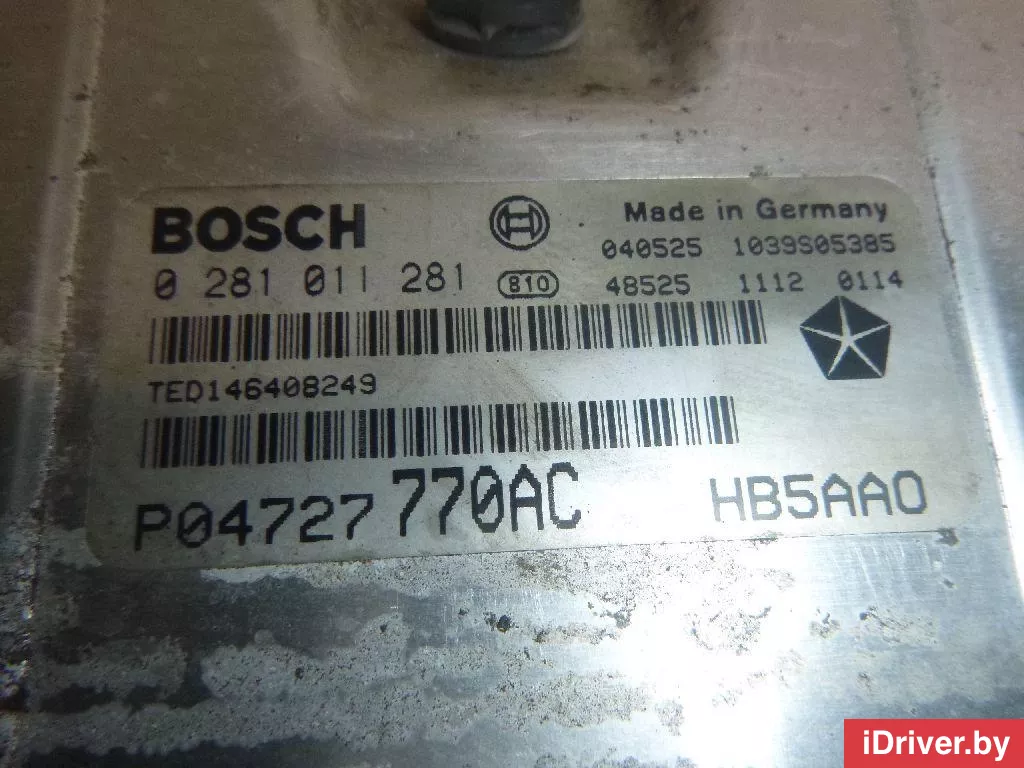 BOSCH
Made in Germany
040525 1039S05385
0 281 011 281 810 48525 1112 0114
TED146408249
P04727 770AC HB5AAO
iDriver.by